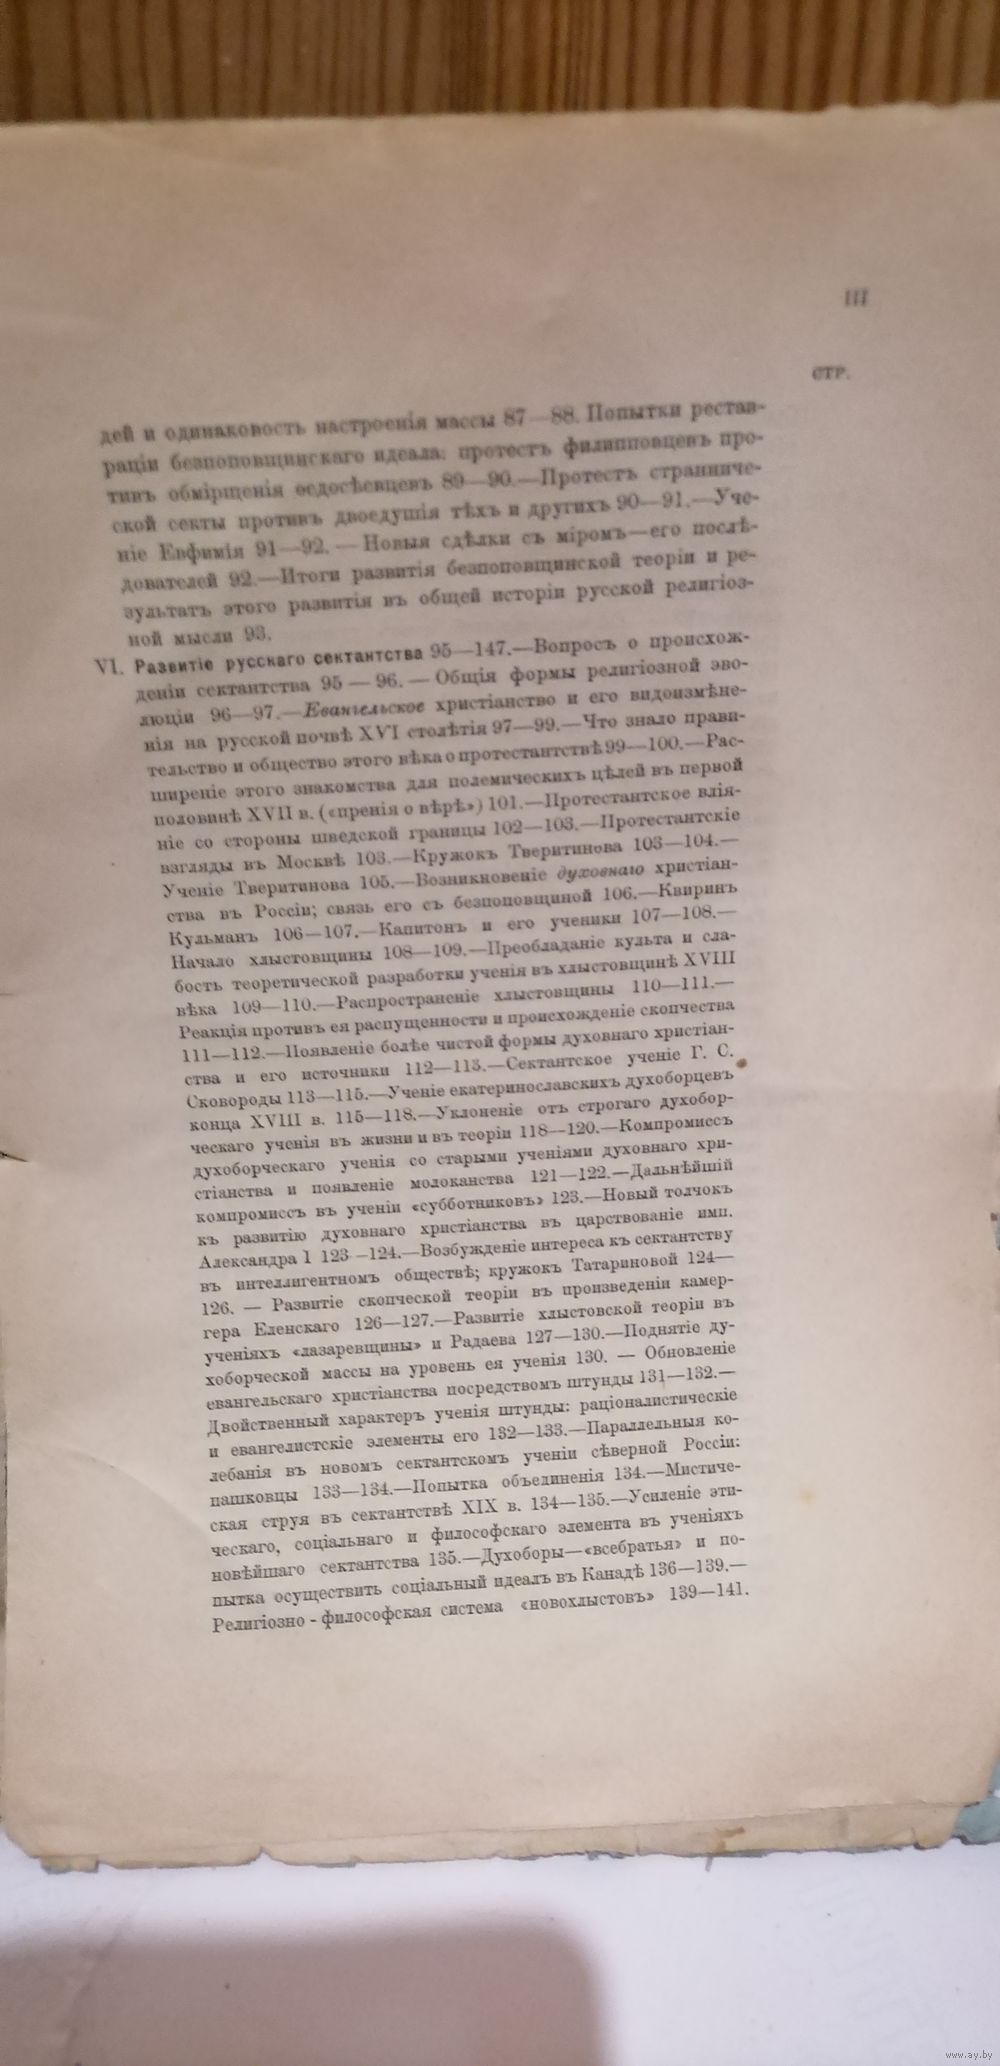 III
СТР.
дей и одинаковость настроенія массы 87—88. Попытки рестав-
раціи безпоповщинскаго идеала: протестъ филипповцевъ про-
тивъ обмірщенія ѳедосѣевцевъ 89—90.—Протестъ странниче-
ской секты противъ двоедушія тѣхъ и другихъ 90—91.—Уче-
ніе Евфимія 91—92.—Новыя сдѣлки съ міромъ—его послѣ-
дователей 92.—Итоги развитія безпоповщинской теоріи и ре-
зультатъ этого развитія въ общей исторіи русской религіоз-
ной мысли 93.
VI. Развитіе русскаго сектантства 95—147.—Вопросъ о происхож-
деніи сектантства 95—96.—Общія формы религіозной эво-
люціи 96—97.—Евангельское христіанство и его видоизмѣне-
нія на русской почвѣ XVI столѣтія 97—99.—Что знало прави-
тельство и общество этого вѣка о протестантствѣ 99—100.—Рас-
ширеніе этого знакомства для полемическихъ цѣлей въ первой
половинѣ XVII в. («пренія о вѣрѣ») 101.—Протестантское влія-
ніе со стороны шведской границы 102—103.—Протестантскіе
взгляды въ Москвѣ 103.—Кружокъ Тверитинова 103—104.—
Ученіе Тверитинова 105.—Возникновеніе духовнаго христіан-
ства въ Россіи; связь его съ безпоповщиной 106.—Квиринъ
Кульманъ 106—107.—Капитонъ и его ученики 107—108.—
Начало хлыстовщины 108—109.—Преобладаніе культа и сла-
бость теоретической разработки ученія въ хлыстовщинѣ XVIII
вѣка 109—110.—Распространеніе хлыстовщины 110—111.—
Реакція противъ ея распущенности и происхожденіе скопчества
111—112.—Появленіе болѣе чистой формы духовнаго христіан-
ства и его источники 112—113.—Сектантское ученіе Г. С.
Сковороды 113—115.—Ученіе екатеринославскихъ духоборцевъ
конца XVIII в. 115—118.—Уклоненіе отъ строгаго духобор-
ческаго ученія въ жизни и въ теоріи 118—120.—Компромиссъ
духоборческаго ученія со старыми ученіями духовнаго хри-
стіанства и появленіе молоканства 121—122.—Дальнѣйшій
компромиссъ въ ученіи «субботниковъ» 123.—Новый толчокъ
къ развитію духовнаго христіанства въ царствованіе имп.
Александра I 123—124.—Возбужденіе интереса къ сектантству
въ интеллигентномъ обществѣ; кружокъ Татариновой 124—
126. — Развитіе скопческой теоріи въ произведеніи камер-
гера Еленскаго 126—127.—Развитіе хлыстовской теоріи въ
ученіяхъ «лазаревщины» и Радаева 127—130.—Поднятіе ду-
хоборческой массы на уровень ея ученія 130. — Обновленіе
евангельскаго христіанства посредствомъ штунды 131—132.—
Двойственный характеръ ученія штунды: раціоналистическіе
и евангелистскіе элементы его 132—133.—Параллельныя ко-
лебанія въ новомъ сектантскомъ ученіи сѣверной Россіи:
пашковцы 133—134.—Попытка объединенія 134.—Мистиче-
ская струя въ сектантствѣ XIX в. 134—135.—Усиленіе эти-
ческаго, соціальнаго и философскаго элемента въ ученіяхъ
новѣйшаго сектантства 135.—Духоборы—«всебратья» и по-
пытка осуществить соціальный идеалъ въ Канадѣ 136—139.—
Религіозно-философская система «новохлыстовъ» 139—141.
www.ay.by